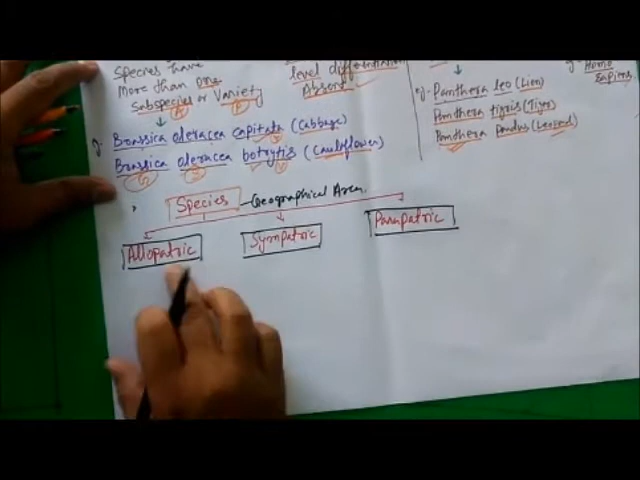 Species have
More than one
Subspecies or Variety
level differentiation
Absent
eg- Panthera leo (Lion)
Panthera tigris (Tiger)
Panthera Pardus (Leopard)
Homo
Sapiens
Brassica oleracea capitata (Cabbage)
Brassica oleracea botrytis (Cauliflower)
Species - Geographical Area.
Allopatric
Sympatric
Parapatric